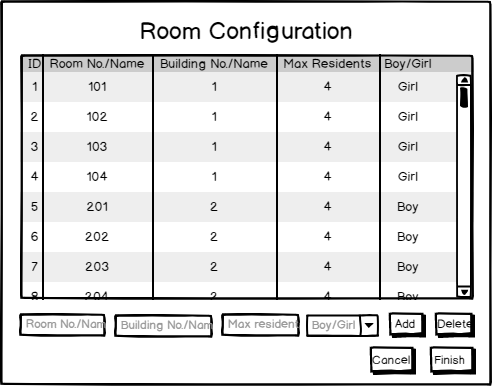 Room Configuration
ID Room No./Name Building No./Name Max Residents Boy/Girl
1 101 1 4 Girl
2 102 1 4 Girl
3 103 1 4 Girl
4 104 1 4 Girl
5 201 2 4 Boy
6 202 2 4 Boy
7 203 2 4 Boy
8 204 2 4 Boy
Room No./Nam Building No./Nam Max resident Boy/Girl Add Delete
Cancel Finish